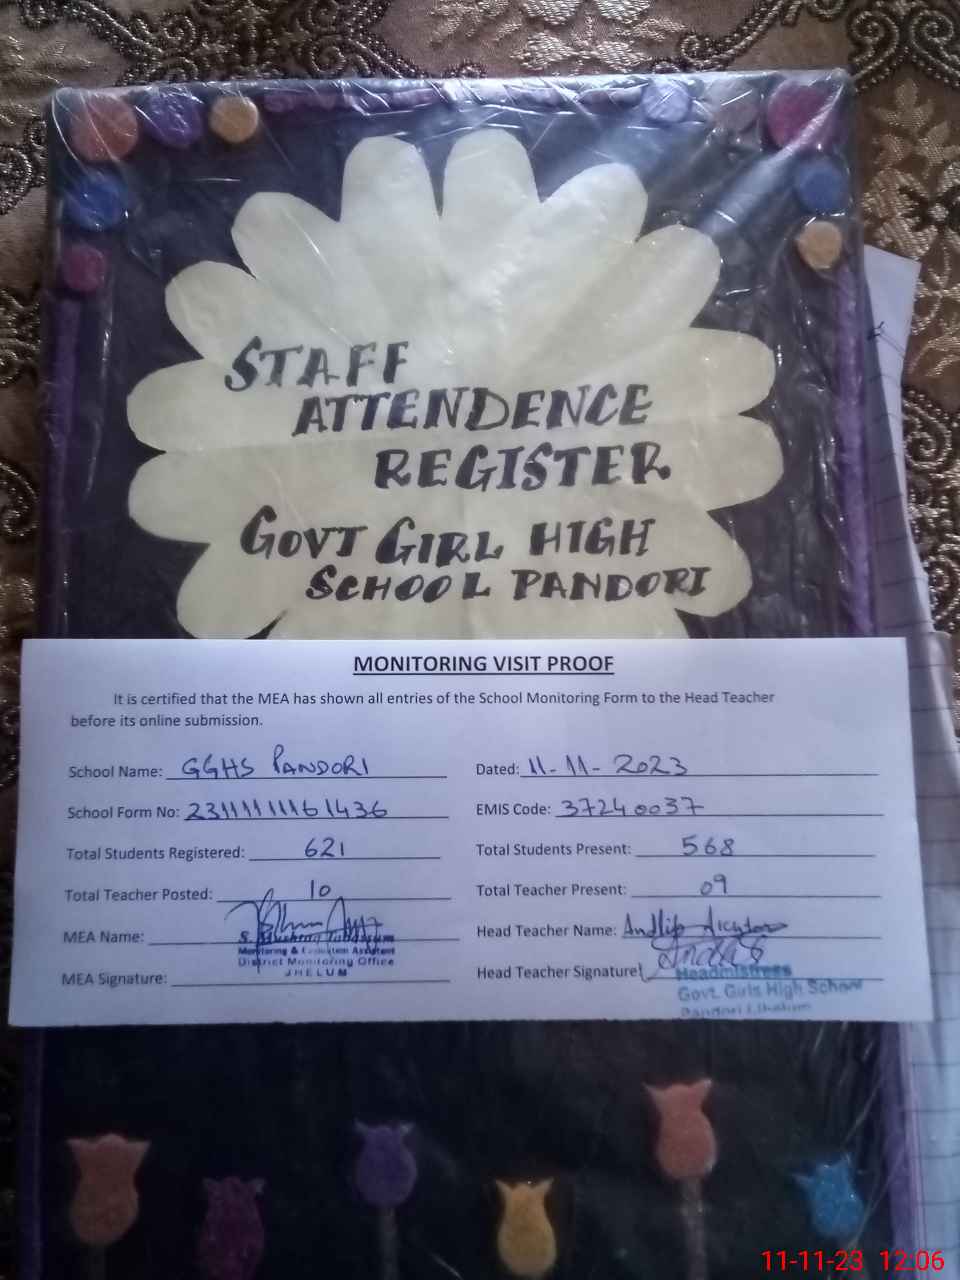 STAFF
ATTENDENCE
REGISTER
GOVT GIRL HIGH
SCHOOL PANDORI
MONITORING VISIT PROOF
It is certified that the MEA has shown all entries of the School Monitoring Form to the Head Teacher
before its online submission.
School Name: GGHS PANDORI Dated: 11-11-2023
School Form No: EMIS Code: 37240037
Total Students Registered: 621 Total Students Present: 568
Total Teacher Posted: 10 Total Teacher Present: 09
MEA Name: Head Teacher Name:
Monitoring & Evaluation Assistant
District Monitoring Office
JHELUM
MEA Signature: Head Teacher Signature
Headmistress
Govt. Girls High School
Pandori
11-11-23 12:06